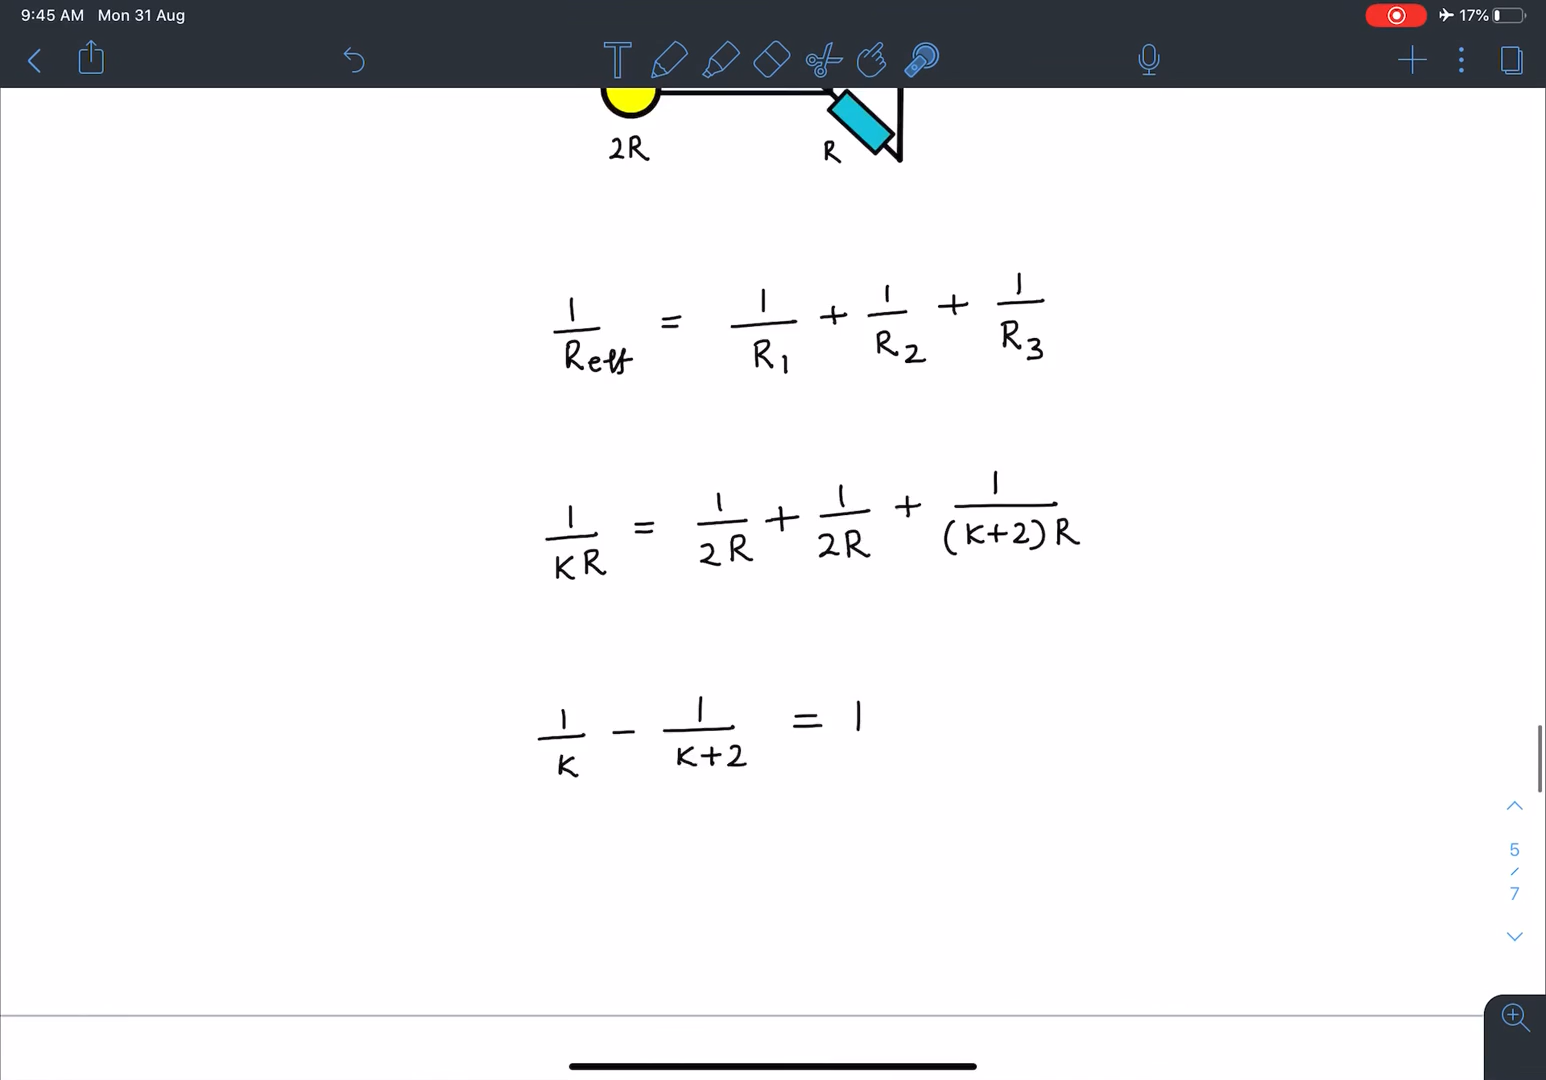 9:45 AM Mon 31 Aug
17%
T
2R
R
1/Reff = 1/R1 + 1/R2 + 1/R3
1/KR = 1/2R + 1/2R + 1/(K+2)R
1/K - 1/K+2 = 1
5
/
7